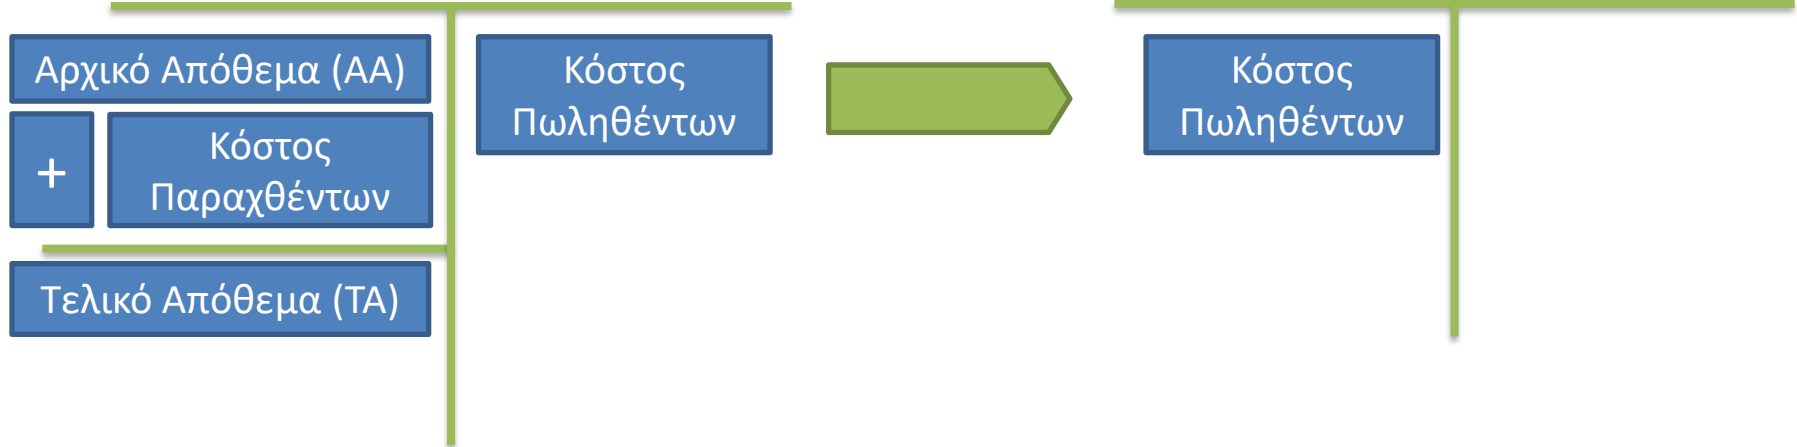 Αρχικό Απόθεμα (ΑΑ)
+
Κόστος
Παραχθέντων
Τελικό Απόθεμα (ΤΑ)
Κόστος
Πωληθέντων
Κόστος
Πωληθέντων